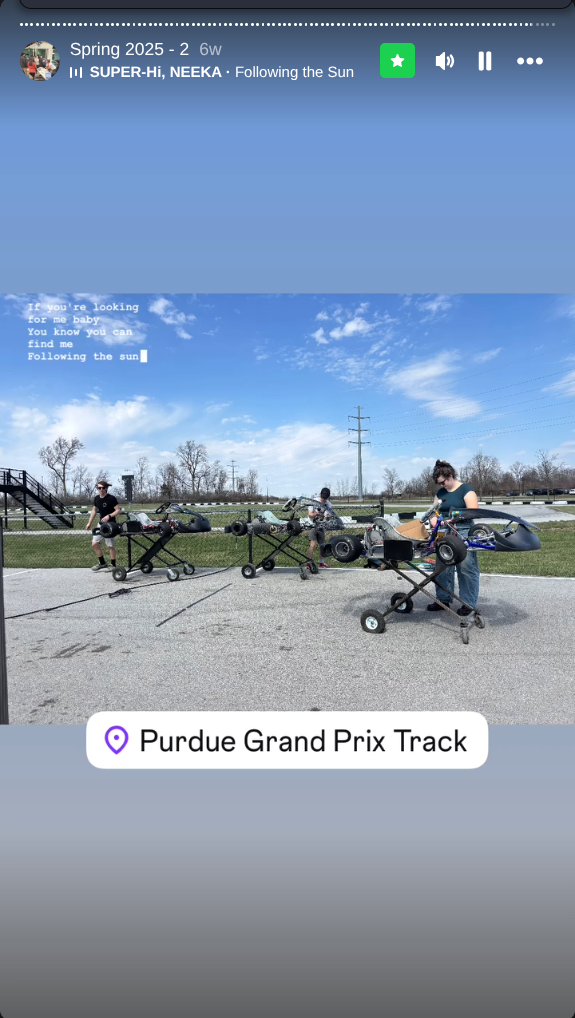 Spring 2025 - 2 6w
SUPER-Hi, NEEKA · Following the Sun
If you're looking
for me baby
You know you can
find me
Following the sun
Purdue Grand Prix Track